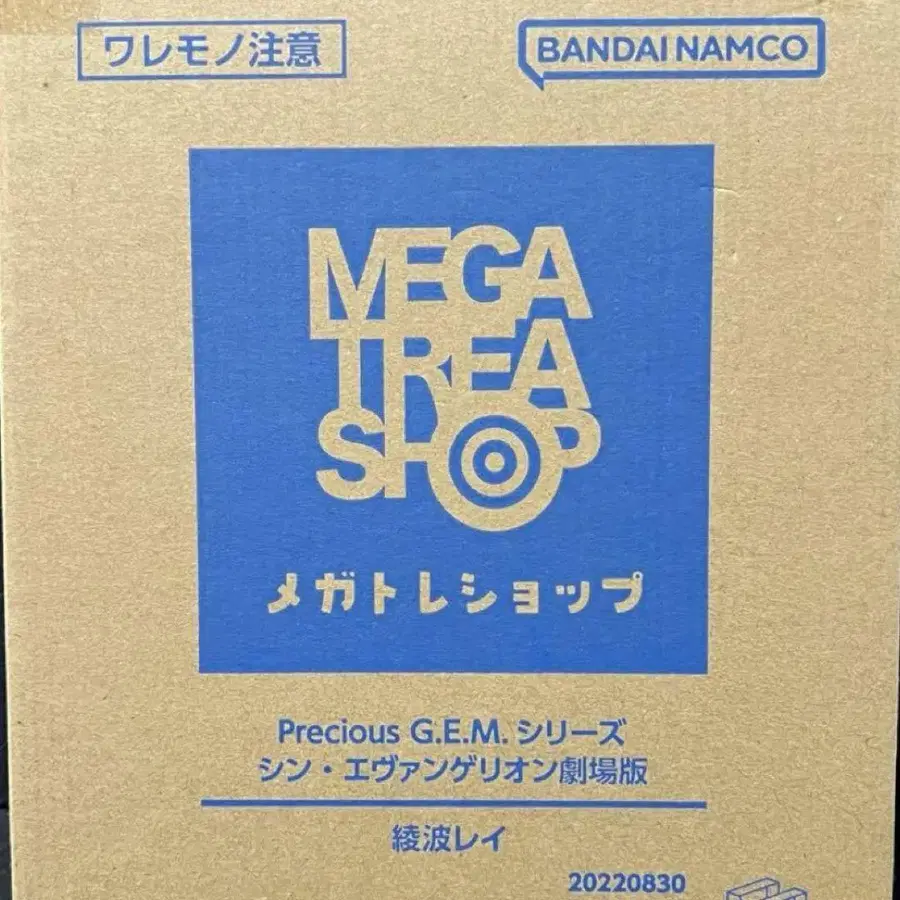 ワレモノ注意
BANDAI NAMCO
MEGA
TREA
SHOP
メガトレショップ
Precious G.E.M. シリーズ
シン・エヴァンゲリオン劇場版
綾波レイ
20220830